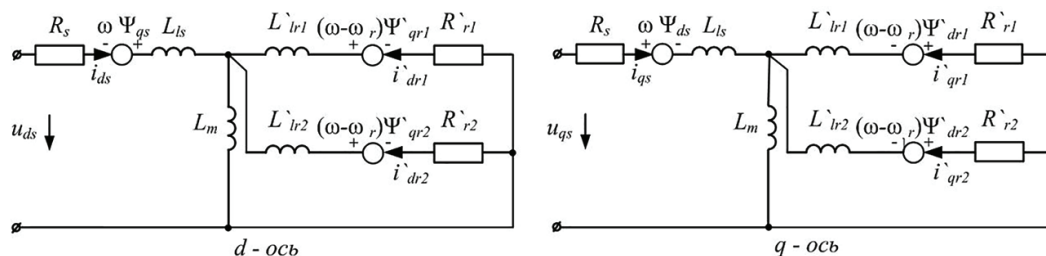 R_s ω Ψ_qs L_ls L`_lr1 (ω-ω_r)Ψ`_qr1 R`_r1
- + + -
i_ds i`_dr1
u_ds L_m L`_lr2 (ω-ω_r)Ψ`_qr2 R`_r2
+ -
i`_dr2
d - ось
R_s ω Ψ_ds L_ls L`_lr1 (ω-ω_r)Ψ`_dr1 R`_r1
+ - - +
i_qs i`_qr1
u_qs L_m L`_lr2 (ω-ω_r)Ψ`_dr2 R`_r2
- +
i`_qr2
q - ось